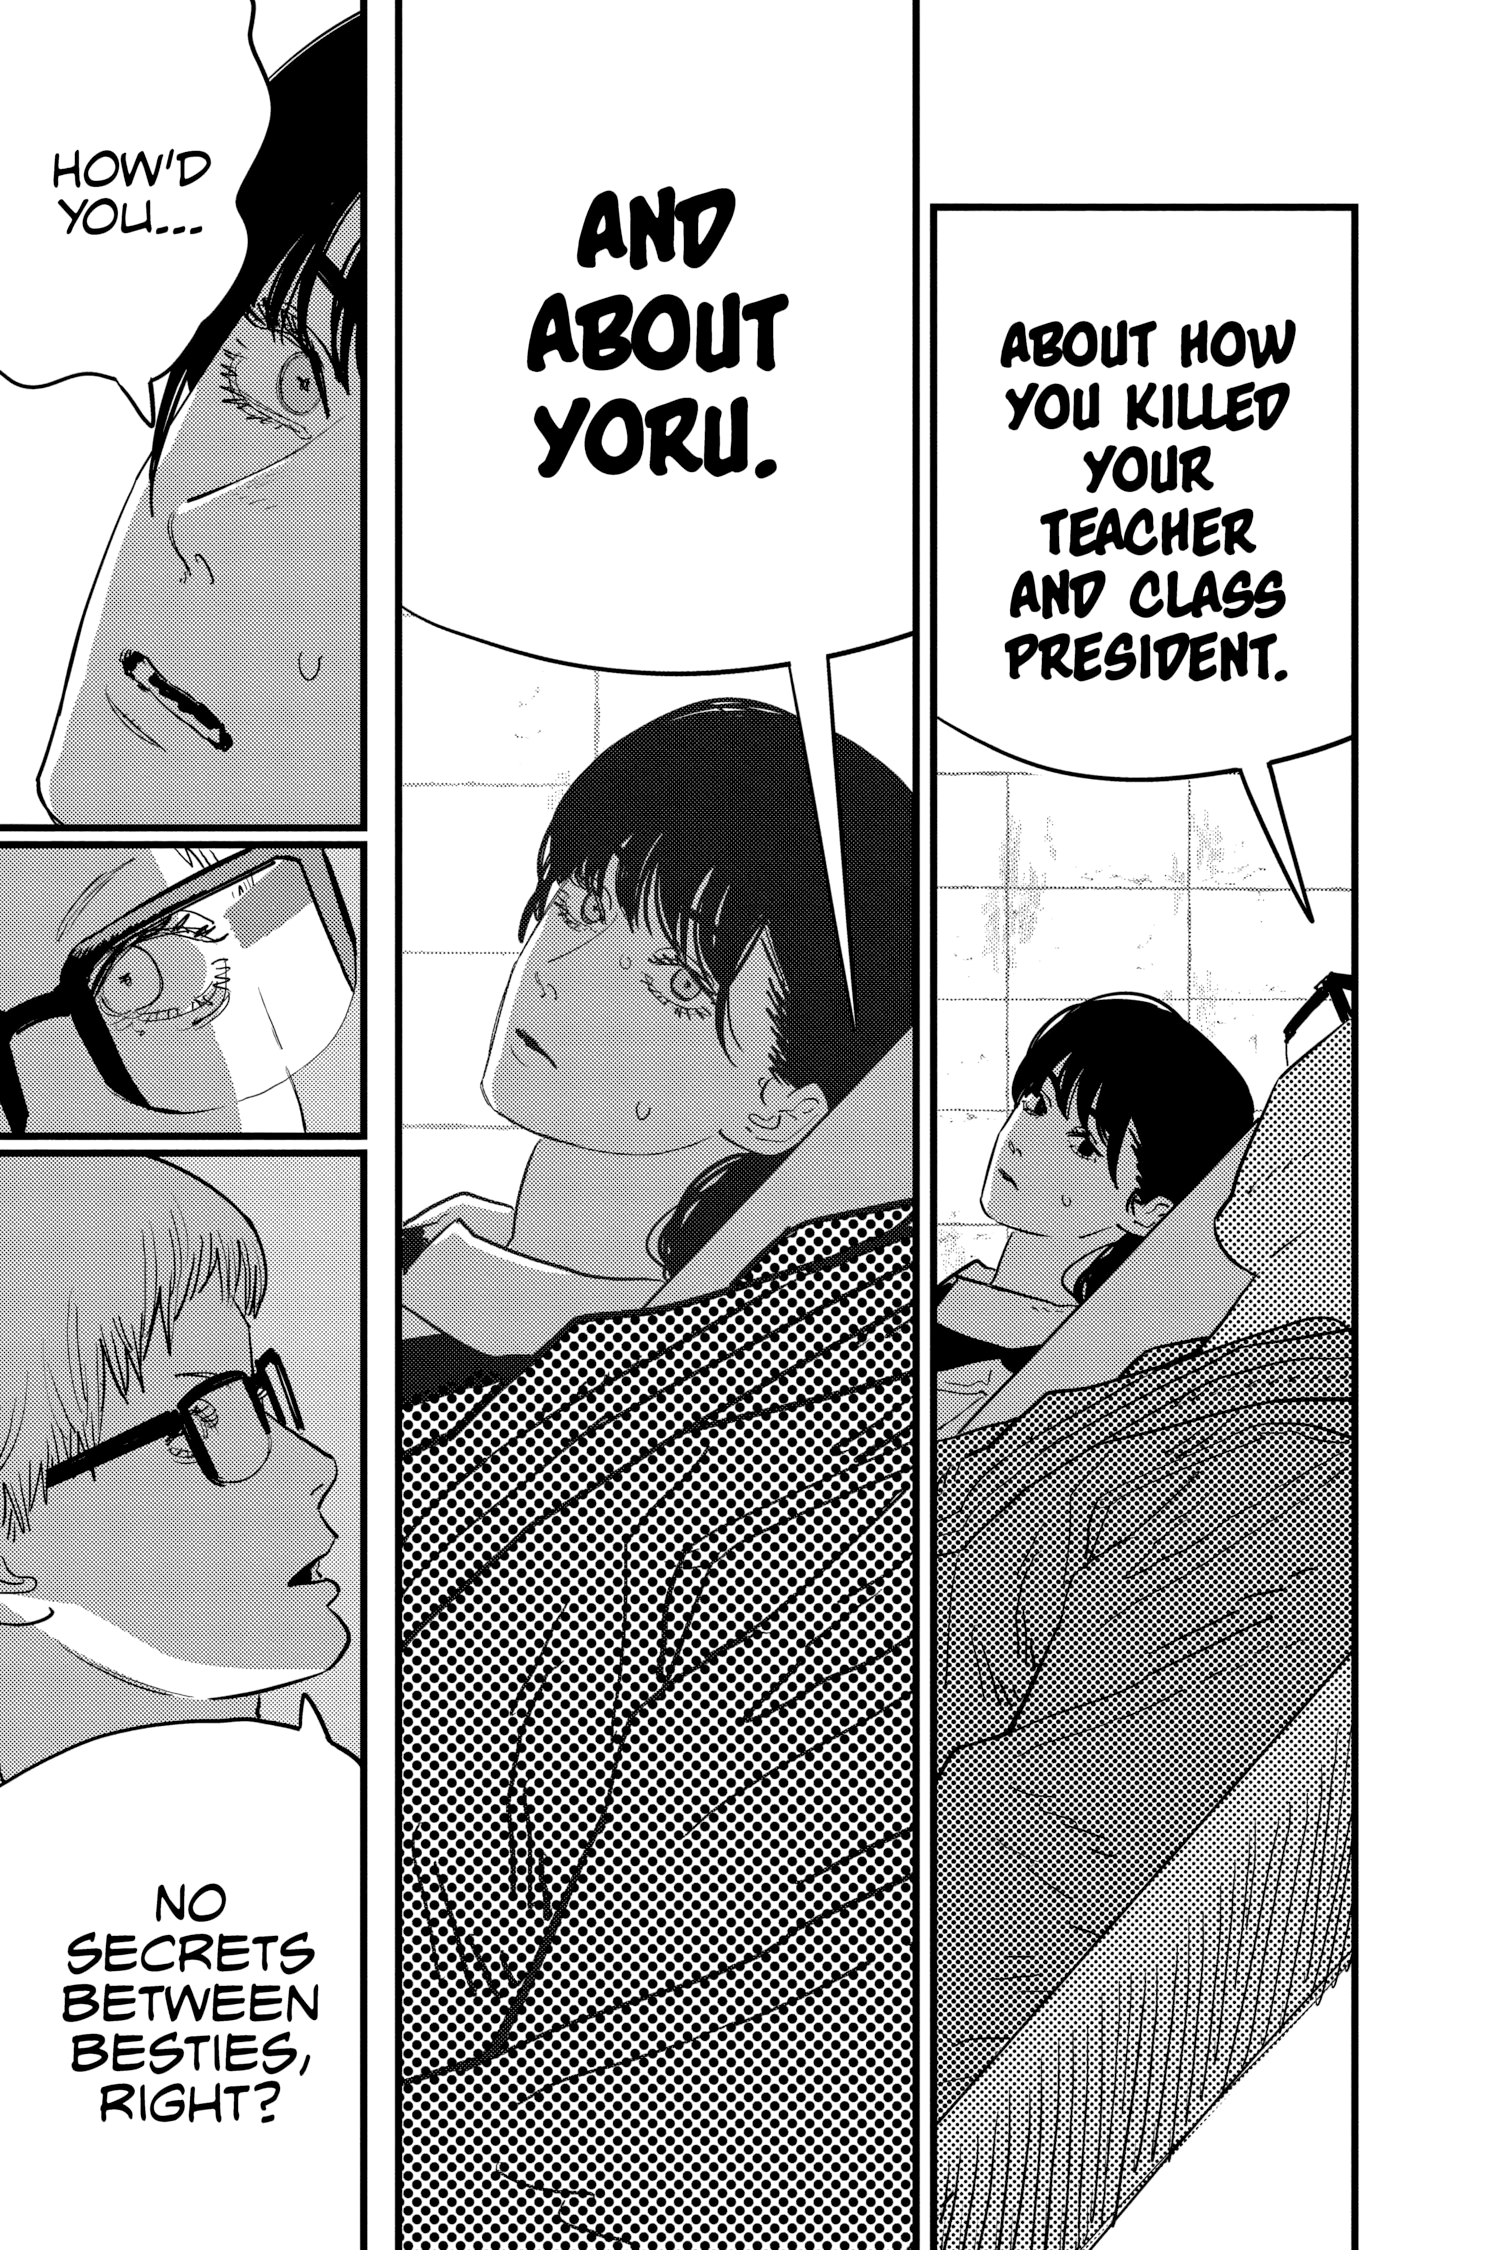 ABOUT HOW
YOU KILLED
YOUR
TEACHER
AND CLASS
PRESIDENT.
AND
ABOUT
YORU.
HOW'D
YOU...
NO
SECRETS
BETWEEN
BESTIES,
RIGHT?